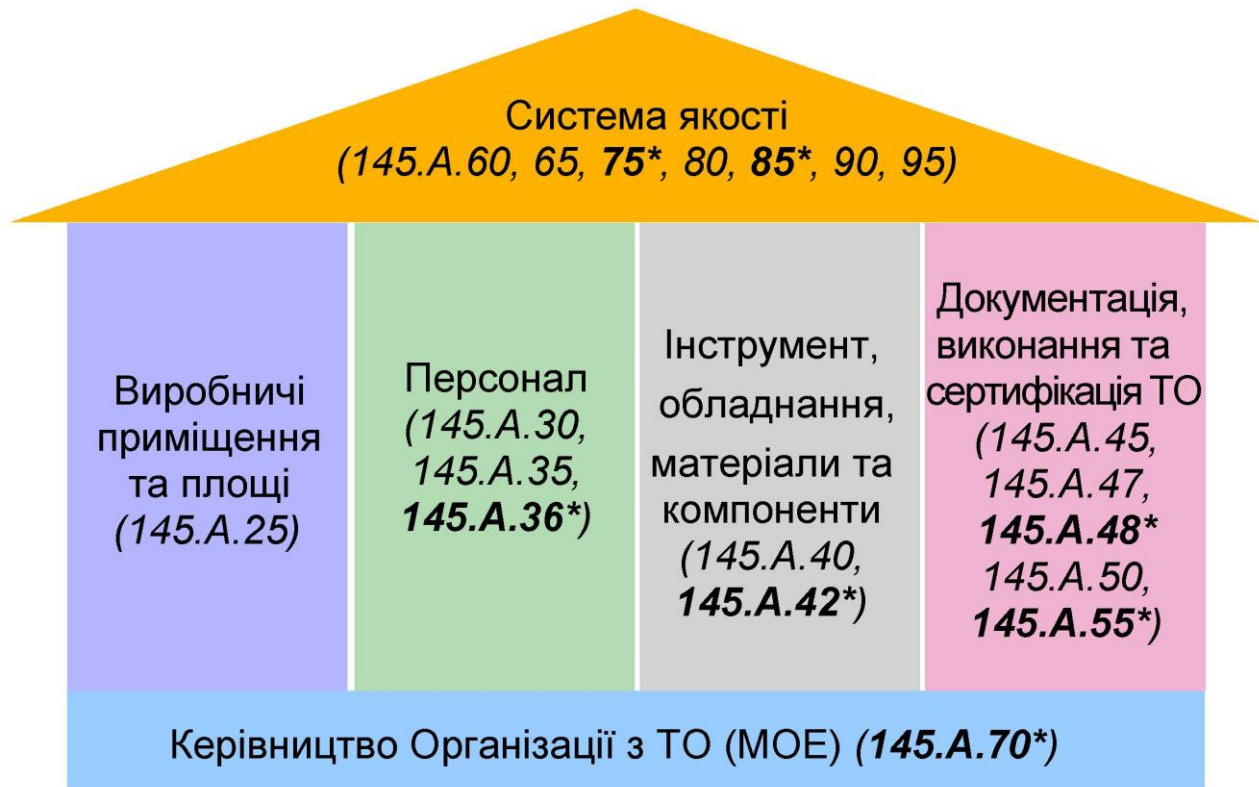 Система якості
(145.A.60, 65, 75*, 80, 85*, 90, 95)
Виробничі
приміщення
та площі
(145.A.25)
Персонал
(145.A.30,
145.A.35,
145.A.36*)
Інструмент,
обладнання,
матеріали та
компоненти
(145.A.40,
145.A.42*)
Документація,
виконання та
сертифікація ТО
(145.A.45,
145.A.47,
145.A.48*
145.A.50,
145.A.55*)
Керівництво Організації з ТО (МОЕ) (145.A.70*)